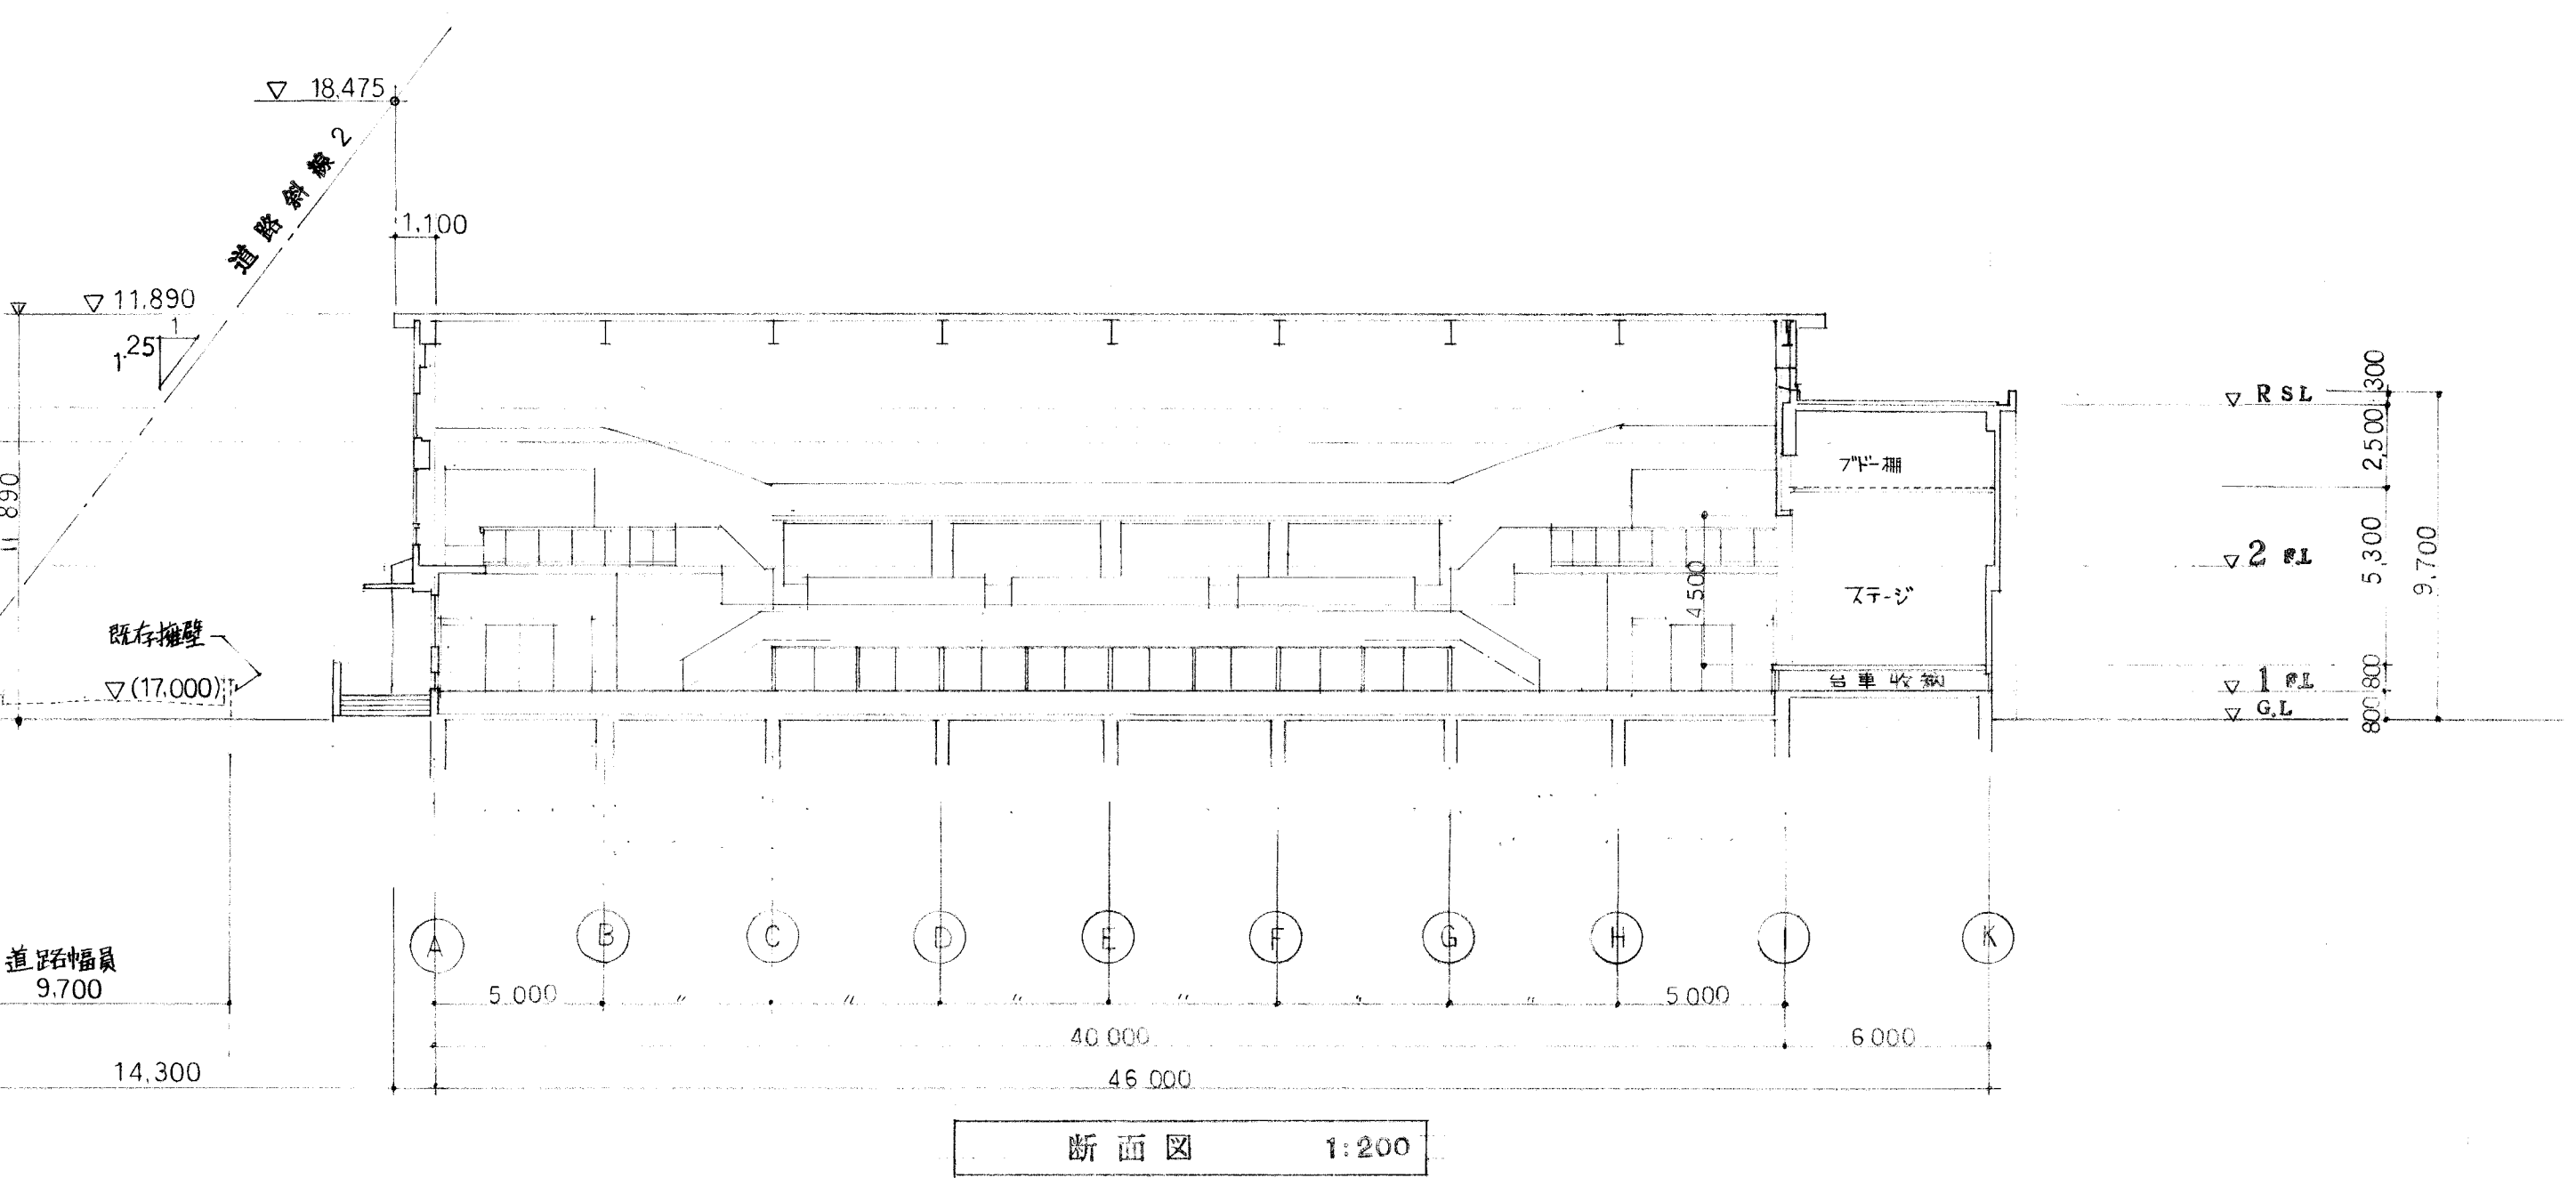 ▽ 18,475
道路斜線 2
1,100
▽ 11,890
1
1.25
11 890
既存擁壁
▽ (17,000)
ブドー棚
ステージ
台車収納
4 500
▽ R S L
▽ 2 F.L
▽ 1 F.L
▽ G.L
300
2,500
5,300
800
800
9,700
A B C D E F G H I K
道路幅員
9,700
5 000 〃 〃 〃 〃 〃 〃 5 000
40 000 6 000
14,300 46 000
断面図 1:200